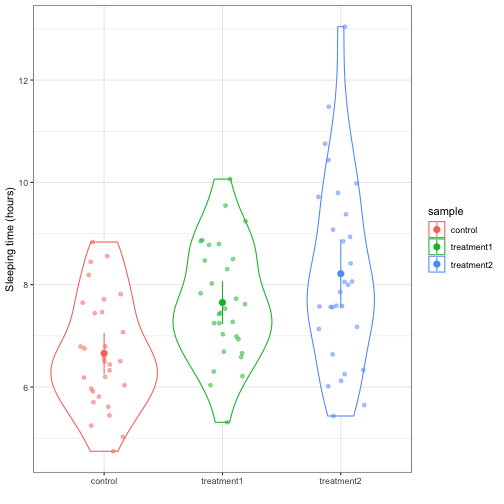 Sleeping time (hours)
12
10
8
6
control
treatment1
treatment2
sample
control
treatment1
treatment2